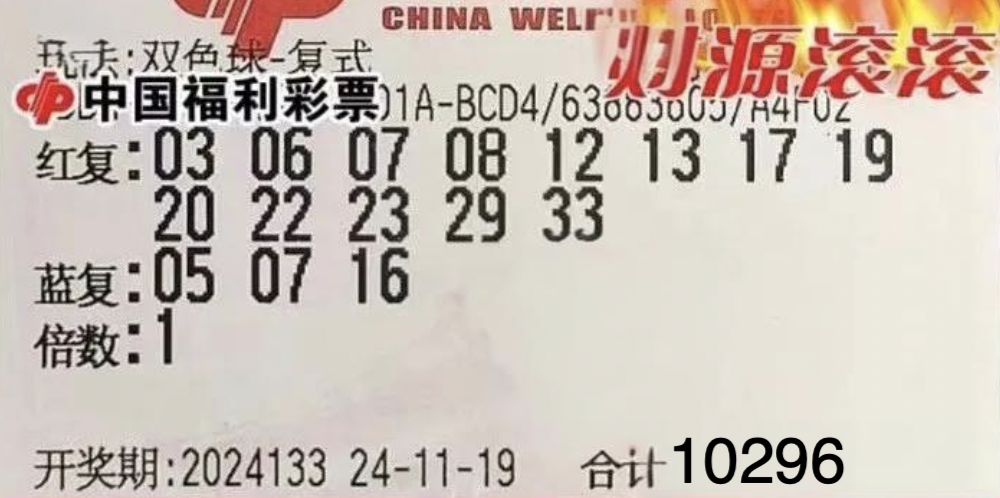 CHINA WEL
财源滚滚
玩法:双色球-复式
中国福利彩票
01A-BCD4/63883605/A4F02
红复:03 06 07 08 12 13 17 19
20 22 23 29 33
蓝复:05 07 16
倍数:1
开奖期:2024133 24-11-19 合计10296